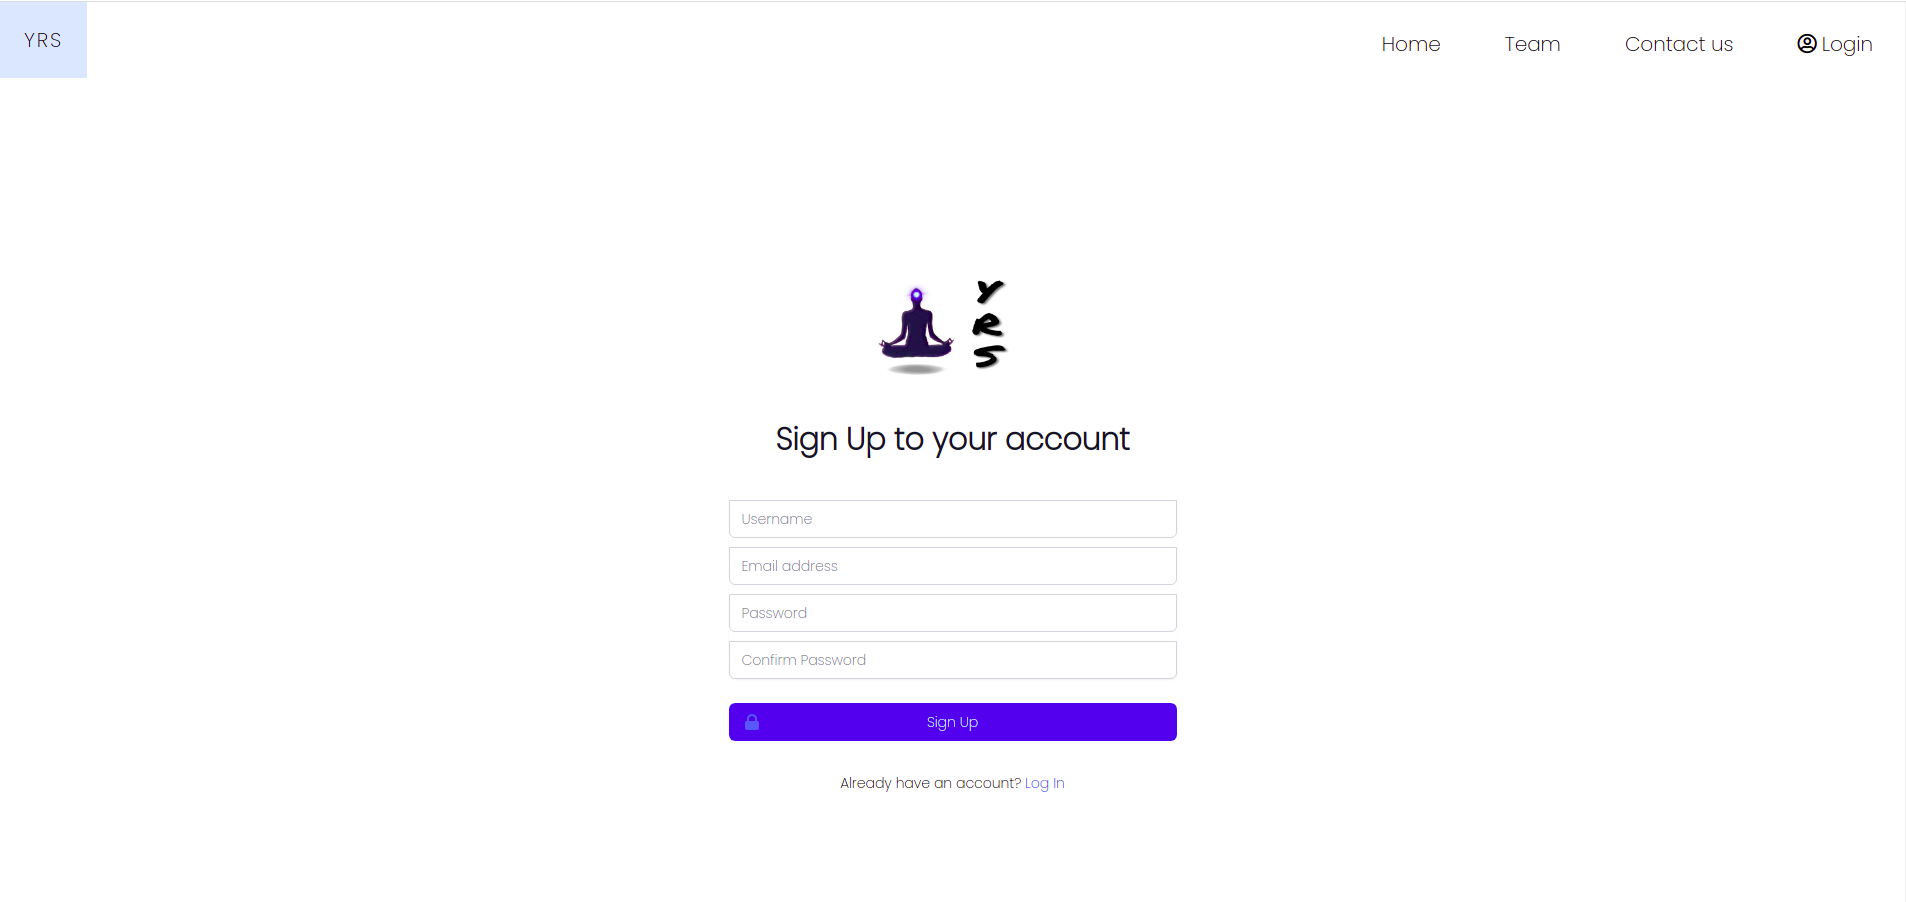 YRS
Home Team Contact us Login
Y
R
S
Sign Up to your account
Username
Email address
Password
Confirm Password
Sign Up
Already have an account? Log In